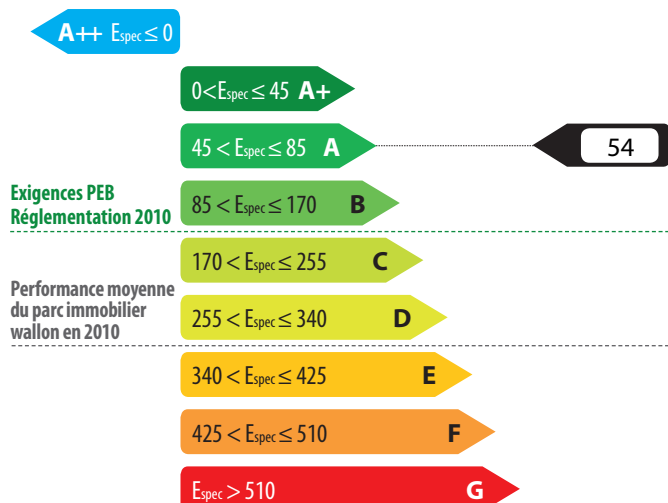 A++ Espec ≤ 0
0<Espec ≤ 45 A+
45 < Espec ≤ 85 A
54
Exigences PEB
Réglementation 2010
85 < Espec ≤ 170 B
170 < Espec ≤ 255 C
Performance moyenne
du parc immobilier
wallon en 2010
255 < Espec ≤ 340 D
340 < Espec ≤ 425 E
425 < Espec ≤ 510 F
Espec > 510 G